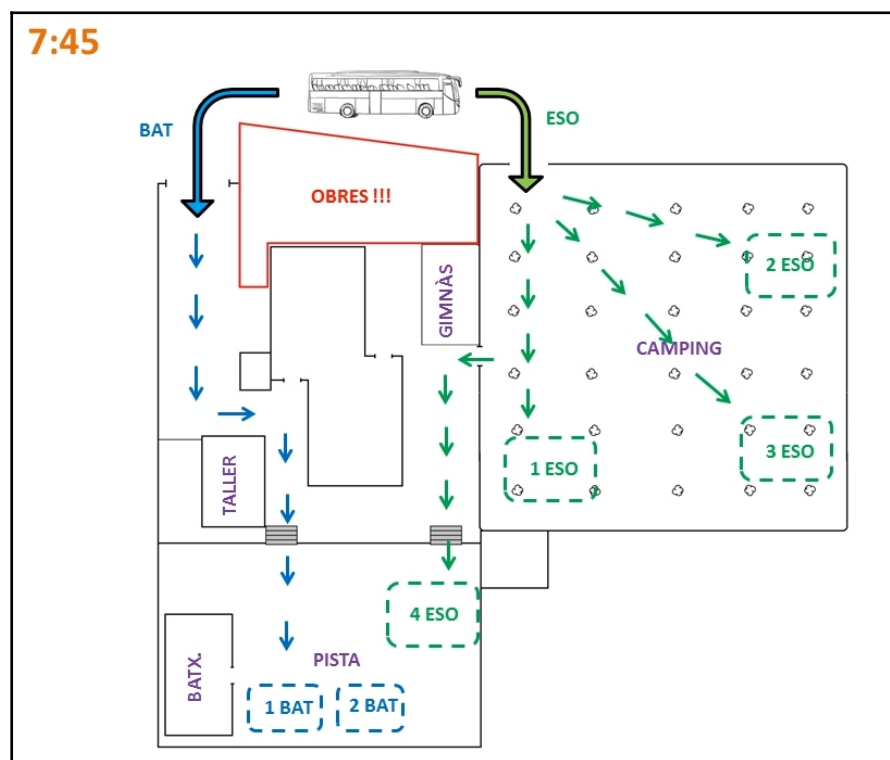 7:45
BAT
ESO
OBRES !!!
GIMNÀS
2 ESO
CAMPING
TALLER
1 ESO
3 ESO
4 ESO
BATX.
PISTA
1 BAT
2 BAT